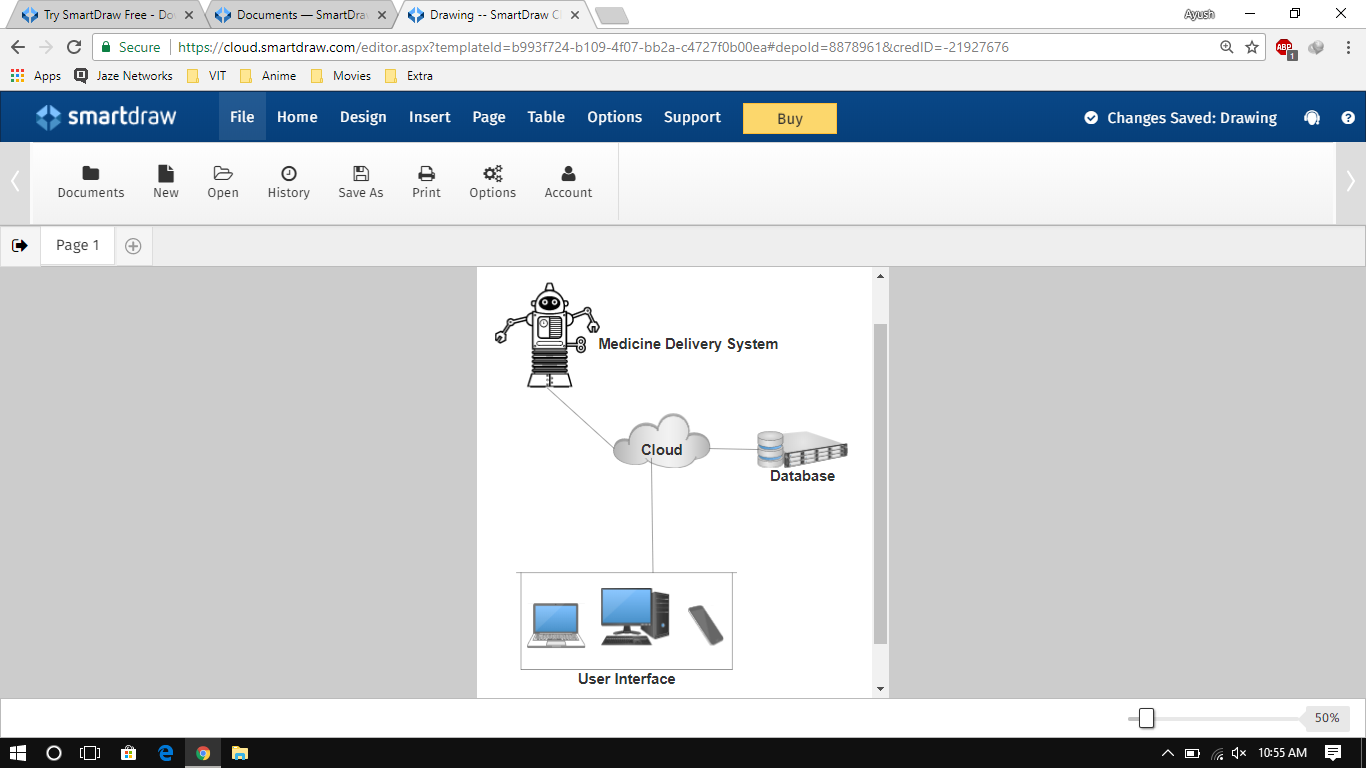 Try SmartDraw Free - Do
Documents — SmartDra
Drawing -- SmartDraw C
Ayush
Secure
https://cloud.smartdraw.com/editor.aspx?templateId=b993f724-b109-4f07-bb2a-c4727f0b00ea#depoId=8878961&credID=-21927676
ABP
1
Apps
Jaze Networks
VIT
Anime
Movies
Extra
smartdraw
File
Home
Design
Insert
Page
Table
Options
Support
Buy
Changes Saved: Drawing
?
Documents
New
Open
History
Save As
Print
Options
Account
Page 1
Medicine Delivery System
Cloud
Database
User Interface
50%
10:55 AM